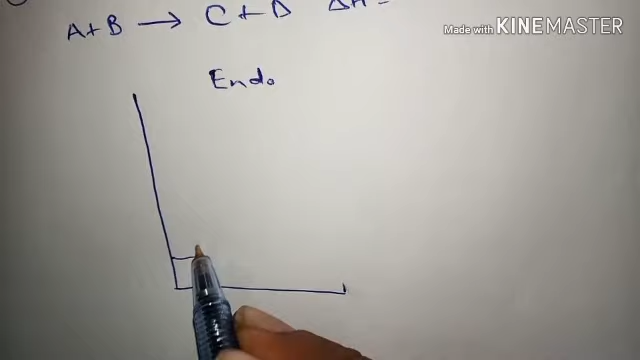 Made with KINEMASTER
A+B → C+D ΔH =
Endo